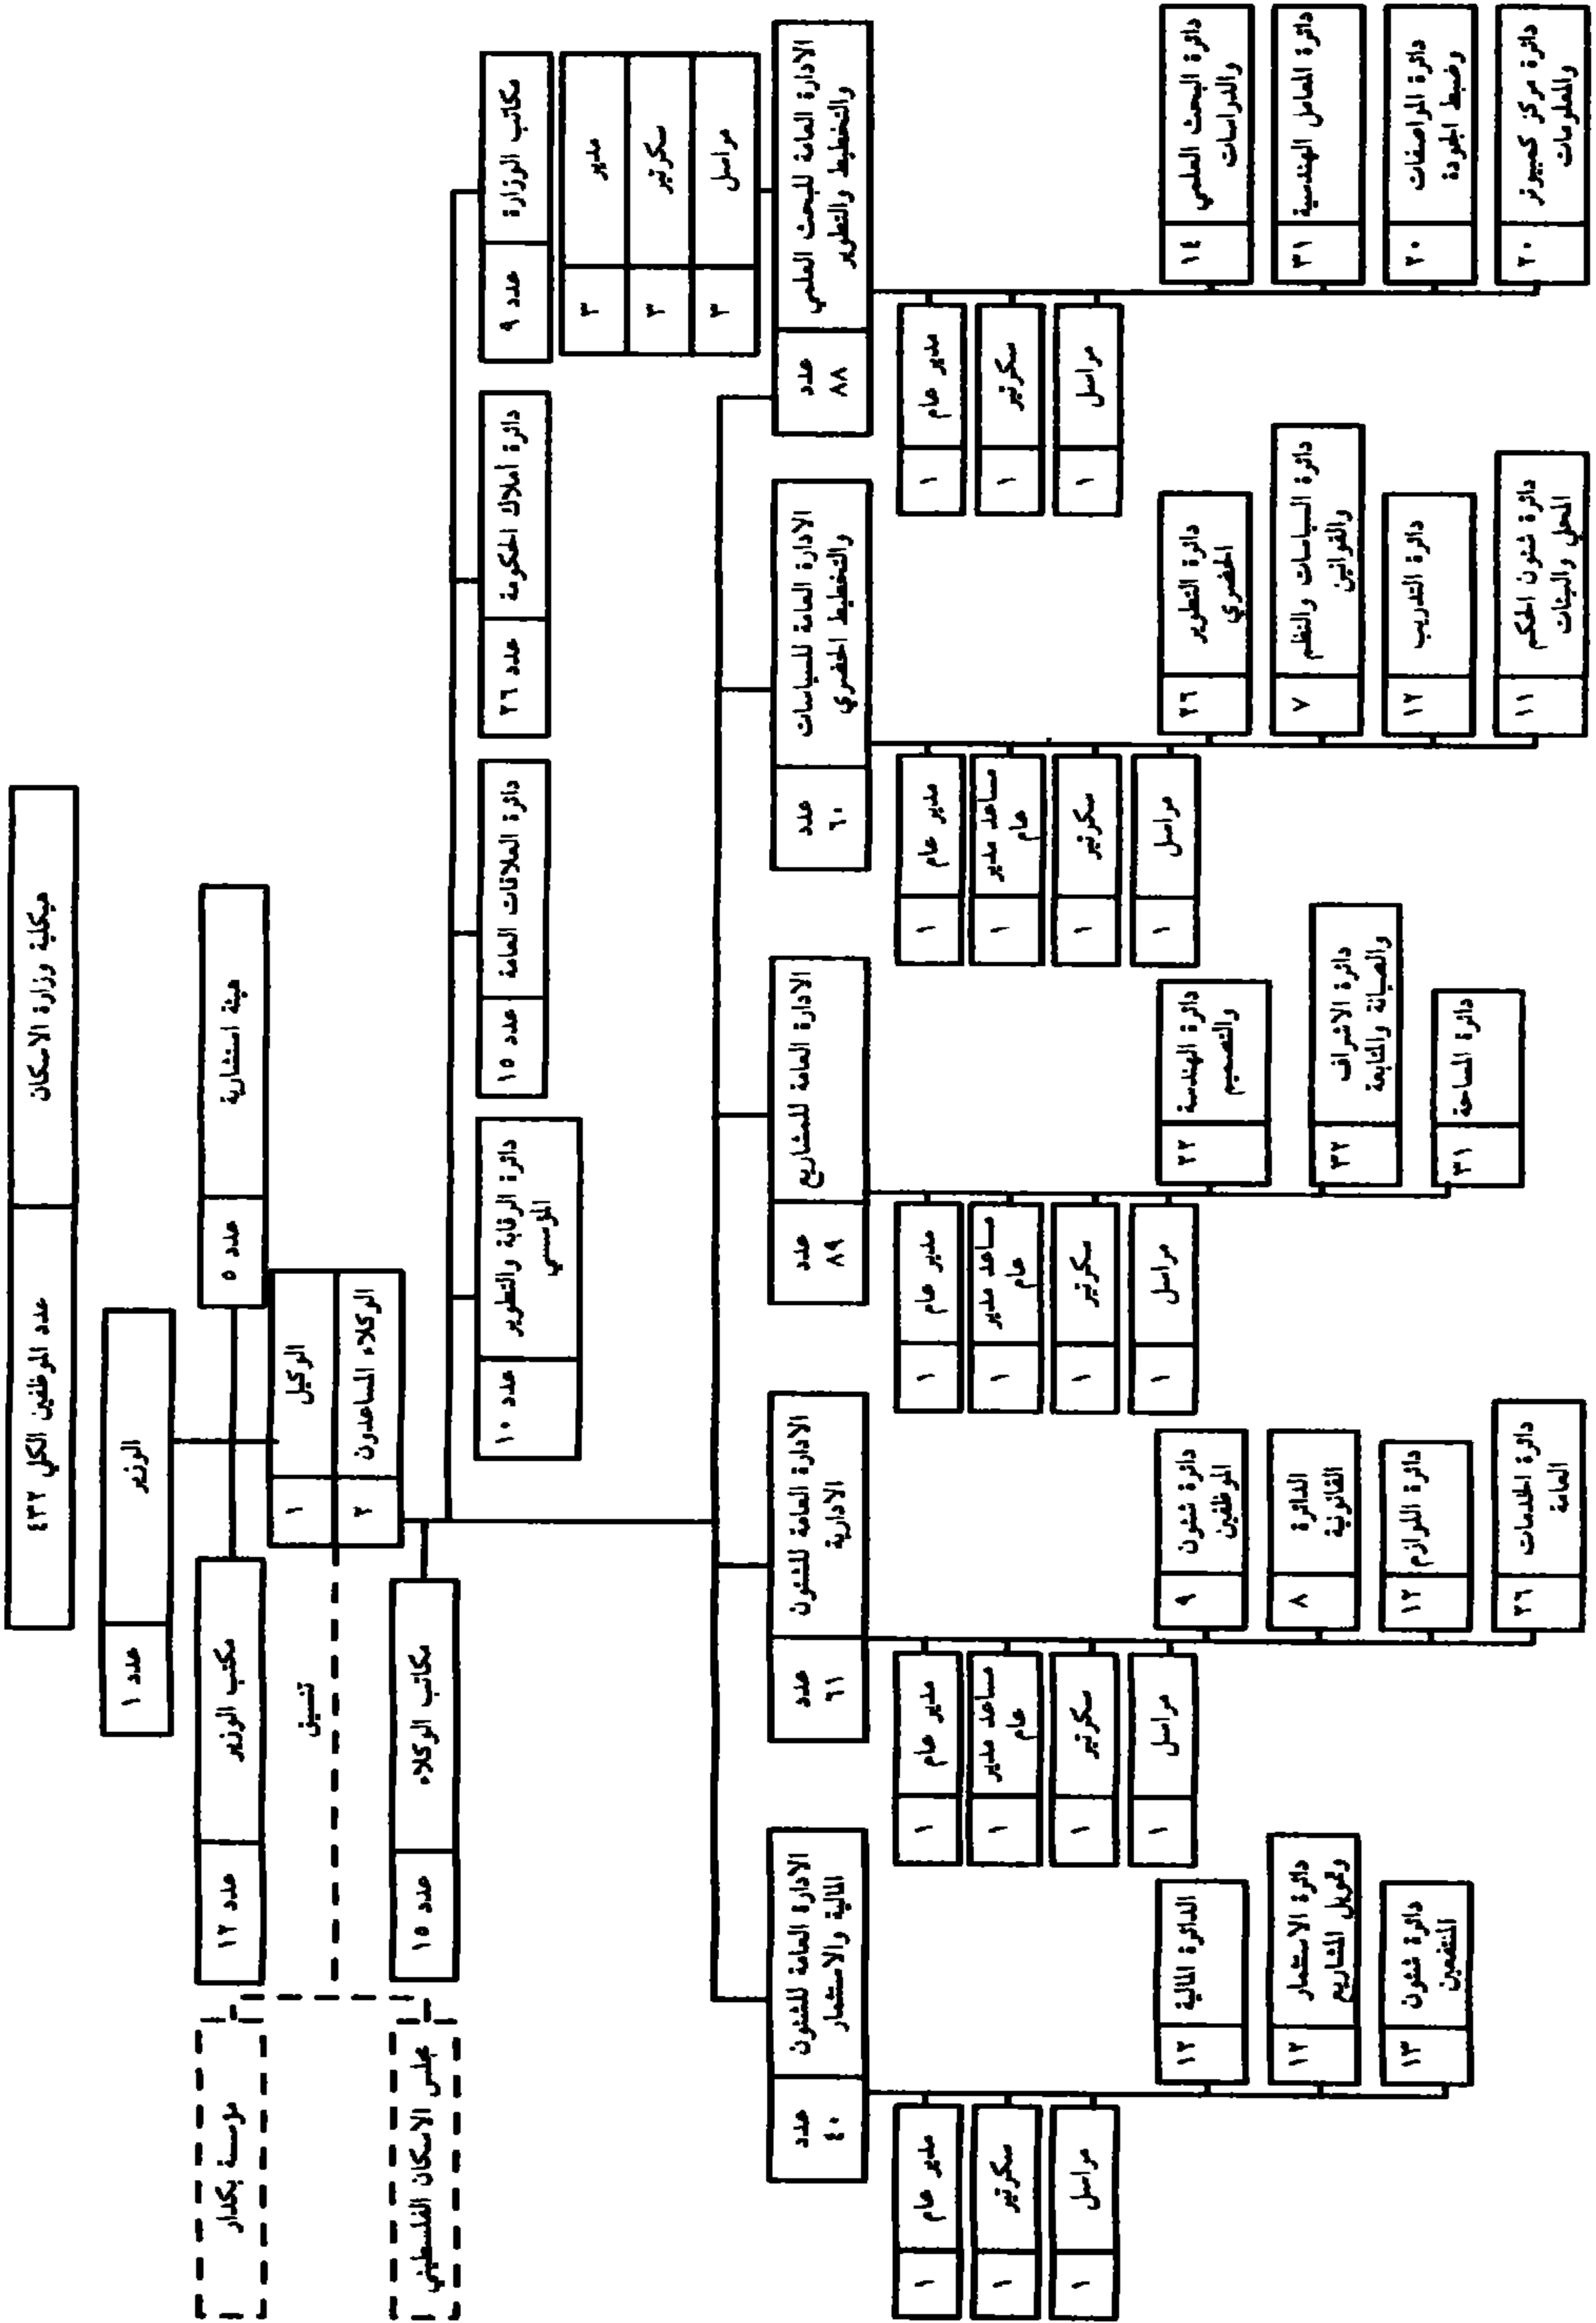 هيكلية وزارة الاسكان
عدد الموظفين الكلي ٤٣٢
الوزير
عدد ١
هيئة استشارية
عدد ٥
مكتب الوزير
عدد ١٢
مؤسسة بكدار
الوكيل
١
الوكلاء المساعدون
٢
تنسيق
مكاتب الوكلاء
عدد ١٥
مجلس الاسكان الفلسطيني
مكاتب الوزارة
عدد ٩
مدير
٣
سكرتير
٣
مراسل
٣
دائرة املاك الحكومة
عدد ٢٦
دائرة العلاقات العامة
عدد ١٥
دائرة الرقابة والتطوير
المؤسسي
عدد ١٠
الادارة العامة للبحث العلمي
والتخطيط والتطوير
عدد
٨٨
مدير عام
١
سكرتير
١
مراسل
١
دائرة البحث العلمي
والدراسات
١٤
دائرة المعامل الهندسية
٣١
دائرة المواصفات
وضبط الجودة
٢٠
دائرة مركز كمبيوتر
والمعلومات
٢٠
الادارة العامة للسياسات
والتخطيط الحضري
عدد
٦٠
مدير عام
١
مساعد مدير
عام
١
سكرتير
١
مراسل
١
دائرة التطوير
الحضري
٢٦
دائرة السياسات والنظم
والقوانين
٧
دائرة التدريب
١٢
دائرة شئون الحكم
المحلي والبيئات
١١
الادارة العامة للمشاريع
عدد
٨٩
مدير عام
١
مساعد مدير
عام
١
سكرتير
١
مراسل
١
دائرة الهندسة
والتصميم
٢٢
دائرة الاشراف
والصيانة والمتابعة
٣٢
دائرة المساحة
٣١
الادارة العامة للشئون
الادارية
عدد
٦١
مدير عام
١
مساعد مدير
عام
١
سكرتير
١
مراسل
١
دائرة شئون
الموظفين
٩
الدائرة
القانونية
٨
دائرة اللوازم
١٢
دائرة الخدمات
العامة
٢٦
الادارة العامة للشئون
المالية والاستثمار
عدد
٤٠
مدير عام
١
سكرتير
١
مراسل
١
الدائرة المالية
١٢
دائرة الاستثمار
وتمويل المشاريع
١٢
دائرة شئون
المنتفعين
١٣